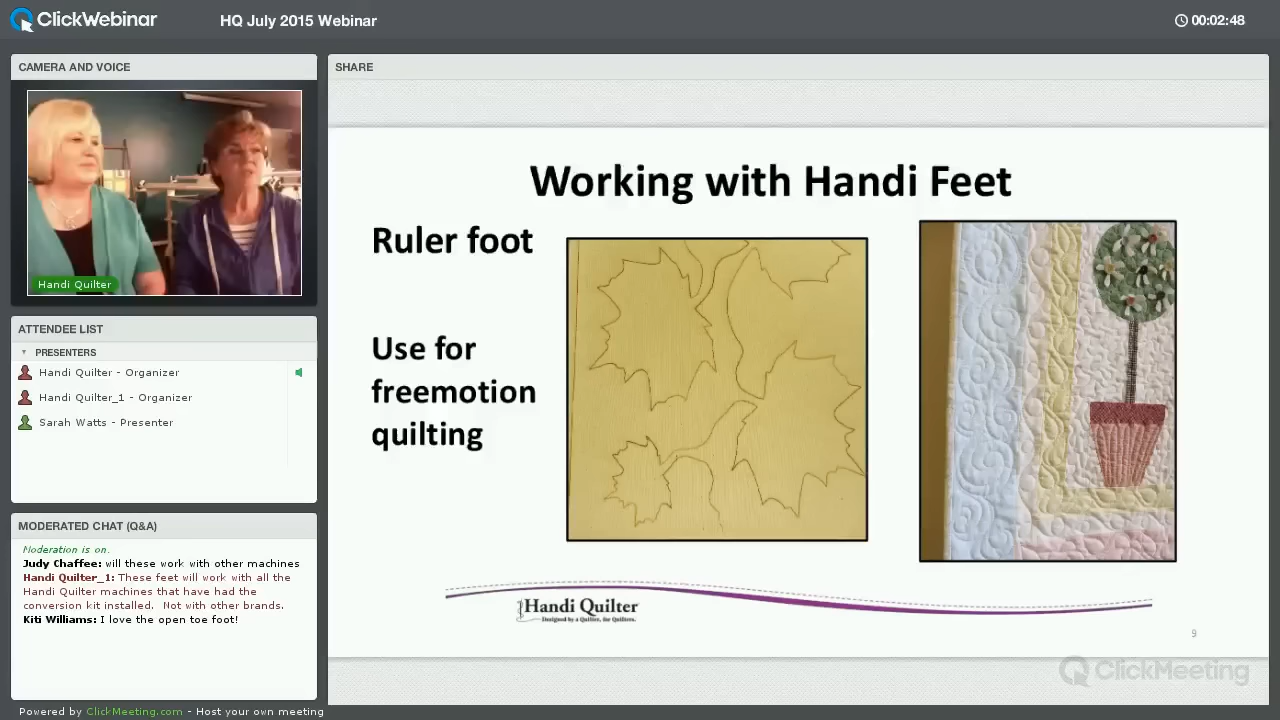 ClickWebinar
HQ July 2015 Webinar
00:02:48
CAMERA AND VOICE
SHARE
Handi Quilter
ATTENDEE LIST
PRESENTERS
Handi Quilter - Organizer
Handi Quilter_1 - Organizer
Sarah Watts - Presenter
MODERATED CHAT (Q&A)
Moderation is on.
Judy Chaffee: will these work with other machines
Handi Quilter_1: These feet will work with all the
Handi Quilter machines that have had the
conversion kit installed. other brands.
Kiti Williams: I love the open toe foot!
Working with Handi Feet
Ruler foot
Use for
freemotion
quilting
Handi Quilter
Designed by a Quilter, for Quilters.
9
ClickMeeting
Powered by ClickMeeting.com - Host your own meeting